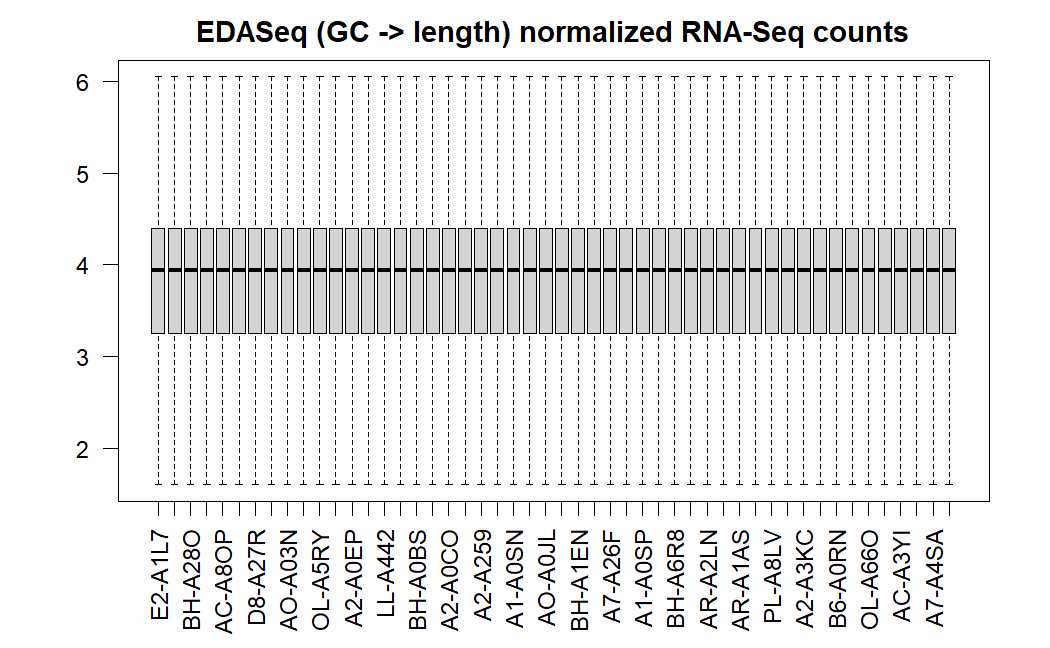 EDASeq (GC -> length) normalized RNA-Seq counts
6
5
4
3
2
E2-A1L7
BH-A28O
AC-A8OP
D8-A27R
AO-A03N
OL-A5RY
A2-A0EP
LL-A442
BH-A0BS
A2-A0CO
A2-A259
A1-A0SN
AO-A0JL
BH-A1EN
A7-A26F
A1-A0SP
BH-A6R8
AR-A2LN
AR-A1AS
PL-A8LV
A2-A3KC
B6-A0RN
OL-A66O
AC-A3YI
A7-A4SA